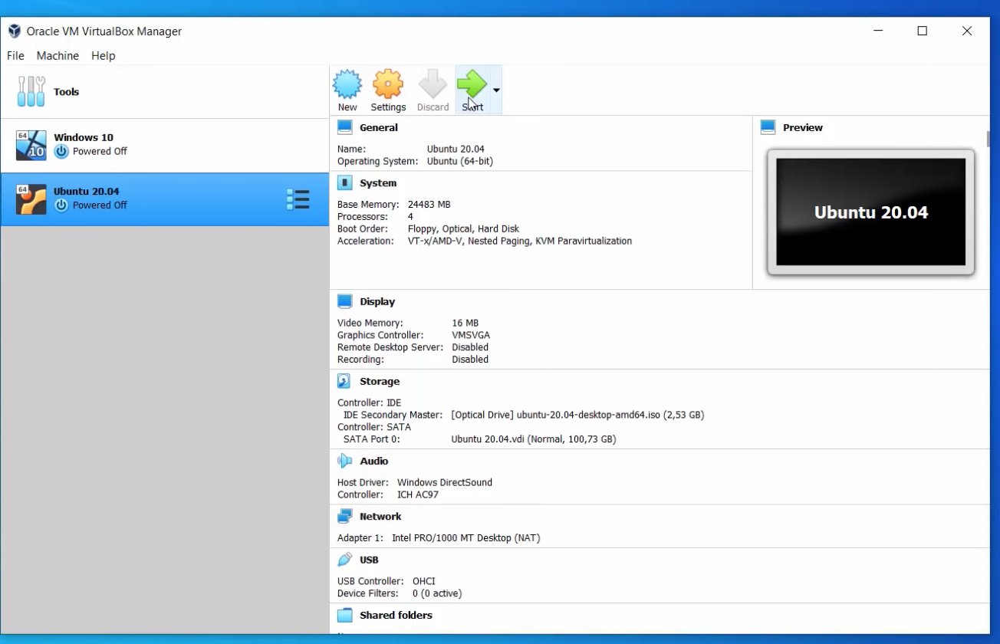 Oracle VM VirtualBox Manager
File Machine Help
Tools
New Settings Discard Start
64
10
Windows 10
Powered Off
64
Ubuntu 20.04
Powered Off
General
Name: Ubuntu 20.04
Operating System: Ubuntu (64-bit)
System
Base Memory: 24483 MB
Processors: 4
Boot Order: Floppy, Optical, Hard Disk
Acceleration: VT-x/AMD-V, Nested Paging, KVM Paravirtualization
Preview
Ubuntu 20.04
Display
Video Memory: 16 MB
Graphics Controller: VMSVGA
Remote Desktop Server: Disabled
Recording: Disabled
Storage
Controller: IDE
IDE Secondary Master: [Optical Drive] ubuntu-20.04-desktop-amd64.iso (2,53 GB)
Controller: SATA
SATA Port 0: Ubuntu 20.04.vdi (Normal, 100,73 GB)
Audio
Host Driver: Windows DirectSound
Controller: ICH AC97
Network
Adapter 1: Intel PRO/1000 MT Desktop (NAT)
USB
USB Controller: OHCI
Device Filters: 0 (0 active)
Shared folders